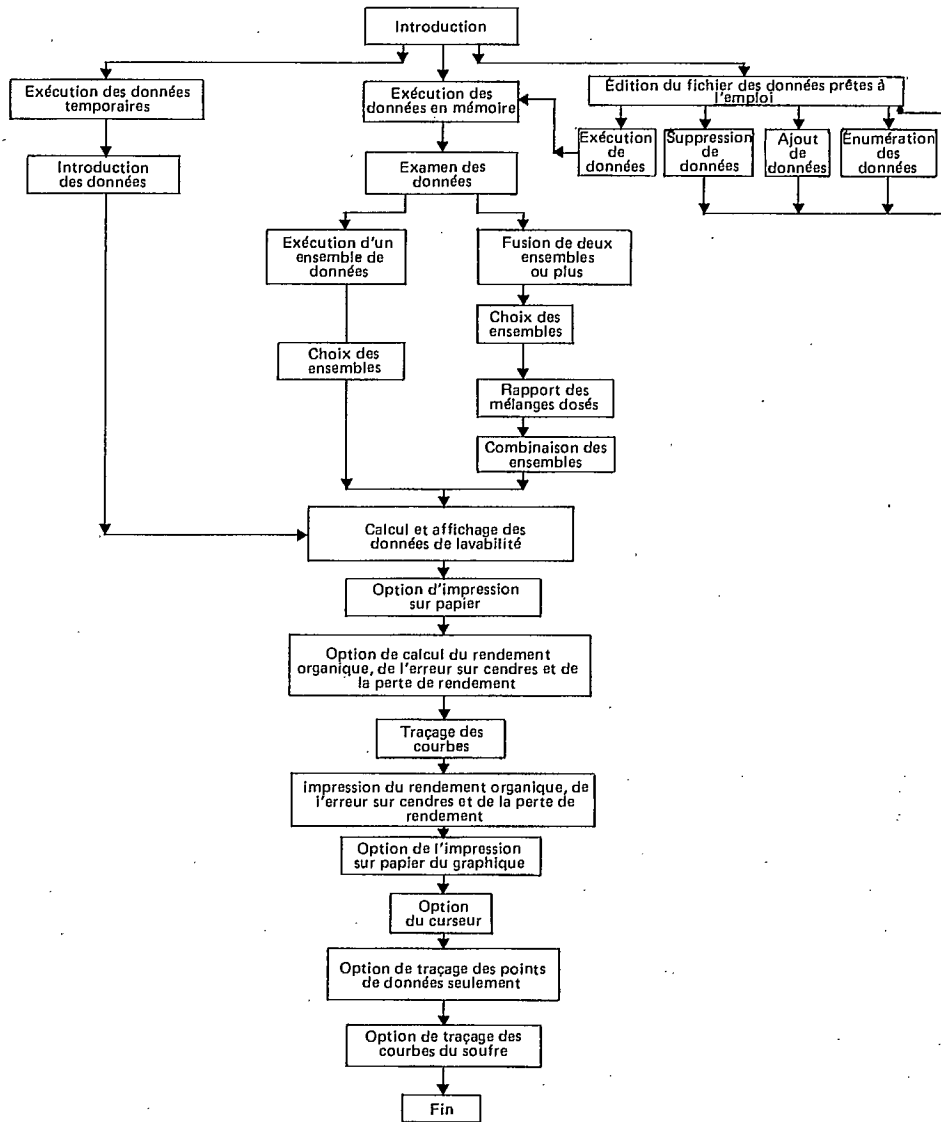 Introduction
Exécution des données
temporaires
Exécution des
données en mémoire
Édition du fichier des données prêtes à
l'emploi
Exécution
de
données
Suppression
de
données
Ajout
de
données
Énumération
des
données
Introduction
des données
Examen des
données
Exécution d'un
ensemble de
données
Fusion de deux
ensembles
ou plus
Choix des
ensembles
Choix des
ensembles
Rapport des
mélanges dosés
Combinaison des
ensembles
Calcul et affichage des
données de lavabilité
Option d'impression
sur papier
Option de calcul du rendement
organique, de l'erreur sur cendres et de
la perte de rendement
Traçage des
courbes
impression du rendement organique, de
l'erreur sur cendres et de la perte de
rendement
Option de l'impression
sur papier du graphique
Option
du curseur
Option de traçage des points
de données seulement
Option de traçage des
courbes du soufre
Fin